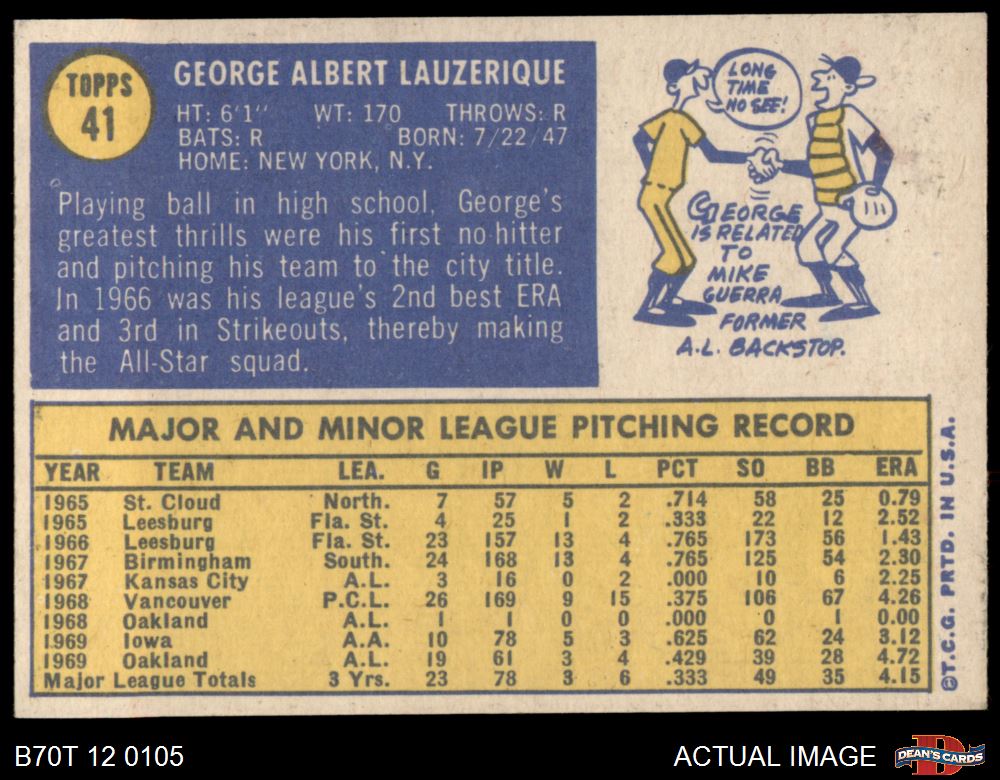 TOPPS
41
GEORGE ALBERT LAUZERIQUE
HT: 6'1" WT: 170 THROWS: R
BATS: R BORN: 7/22/47
HOME: NEW YORK, N.Y.
Playing ball in high school, George's
greatest thrills were his first no-hitter
and pitching his team to the city title.
In 1966 was his league's 2nd best ERA
and 3rd in Strikeouts, thereby making
the All-Star squad.
LONG
TIME
NO SEE!
GEORGE
IS RELATED
TO
MIKE
GUERRA
FORMER
A.L. BACKSTOP.
MAJOR AND MINOR LEAGUE PITCHING RECORD
YEAR TEAM LEA. G IP W L PCT SO BB ERA
1965 St. Cloud North. 7 57 5 2 .714 58 25 0.79
1965 Leesburg Fla. St. 4 25 1 2 .333 22 12 2.52
1966 Leesburg Fla. St. 23 157 13 4 .765 173 56 1.43
1967 Birmingham South. 24 168 13 4 .765 125 54 2.30
1967 Kansas City A.L. 3 16 0 2 .000 10 6 2.25
1968 Vancouver P.C.L. 26 169 9 15 .375 106 67 4.26
1968 Oakland A.L. 1 1 0 0 .000 0 1 0.00
1969 Iowa A.A. 10 78 5 3 .625 62 24 3.12
1969 Oakland A.L. 19 61 3 4 .429 39 28 4.72
Major League Totals 3 Yrs. 23 78 3 6 .333 49 35 4.15
©T.C.G. PRTD. IN U.S.A.
B70T 12 0105
ACTUAL IMAGE
D
DEAN'S CARDS